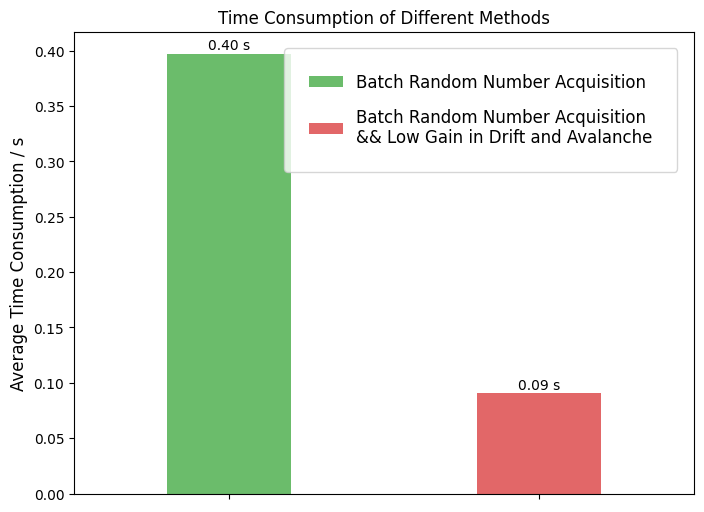 Time Consumption of Different Methods
0.40 s
Batch Random Number Acquisition
Batch Random Number Acquisition
&& Low Gain in Drift and Avalanche
0.09 s
Average Time Consumption / s
0.40
0.35
0.30
0.25
0.20
0.15
0.10
0.05
0.00